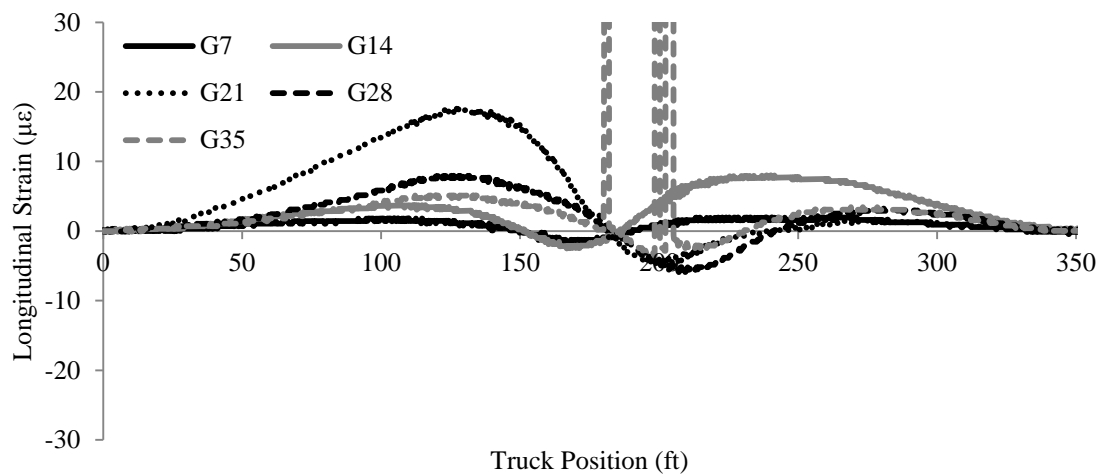 30
20
10
0
-10
-20
-30
Longitudinal Strain (με)
G7 G14
G21 G28
G35
0 50 100 150 200 250 300 350
Truck Position (ft)